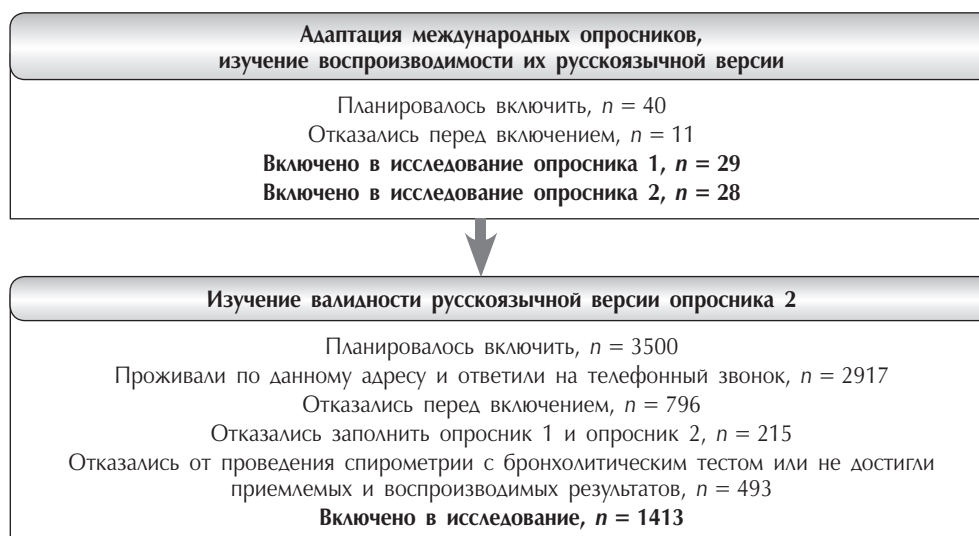 Адаптация международных опросников,
изучение воспроизводимости их русскоязычной версии
Планировалось включить, n = 40
Отказались перед включением, n = 11
Включено в исследование опросника 1, n = 29
Включено в исследование опросника 2, n = 28
Изучение валидности русскоязычной версии опросника 2
Планировалось включить, n = 3500
Проживали по данному адресу и ответили на телефонный звонок, n = 2917
Отказались перед включением, n = 796
Отказались заполнить опросник 1 и опросник 2, n = 215
Отказались от проведения спирометрии с бронхолитическим тестом или не достигли
приемлемых и воспроизводимых результатов, n = 493
Включено в исследование, n = 1413